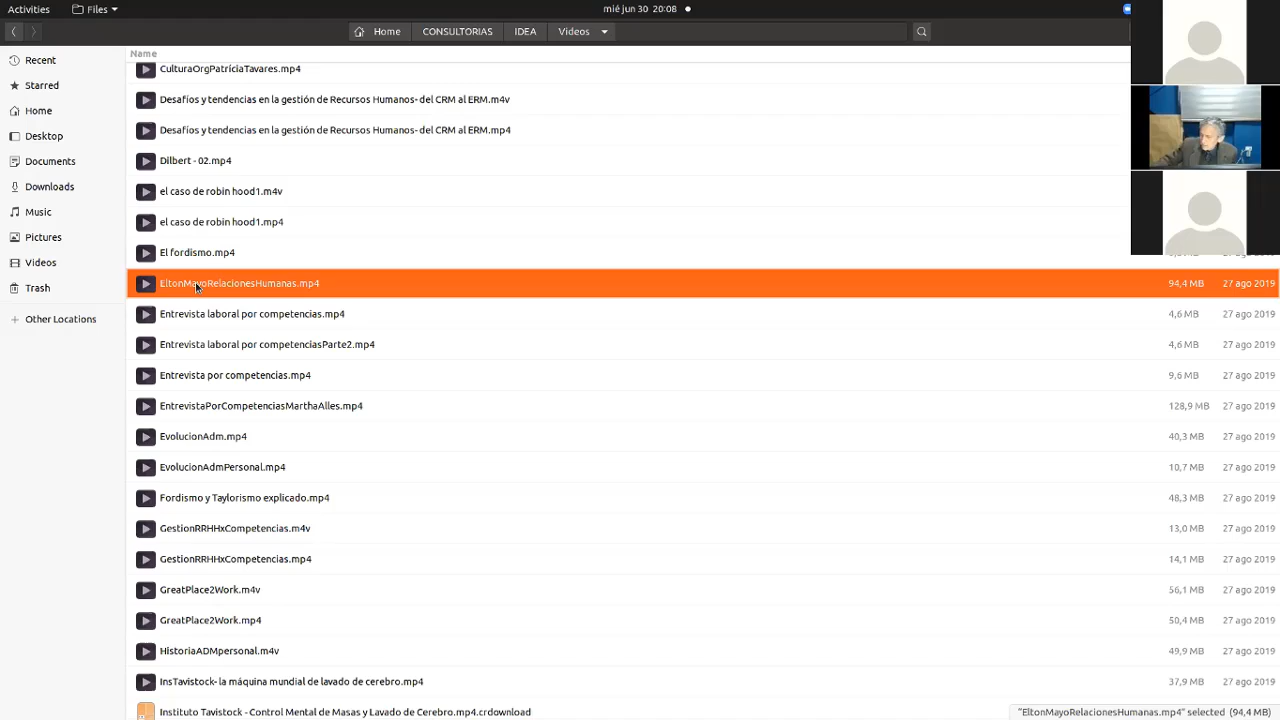 Activities
Files
mié jun 30 20:08
Home
CONSULTORIAS
IDEA
Videos
Recent
Starred
Home
Desktop
Documents
Downloads
Music
Pictures
Videos
Trash
Other Locations
Name
CulturaOrgPatríciaTavares.mp4
Desafíos y tendencias en la gestión de Recursos Humanos- del CRM al ERM.m4v
Desafíos y tendencias en la gestión de Recursos Humanos- del CRM al ERM.mp4
Dilbert - 02.mp4
el caso de robin hood1.m4v
el caso de robin hood1.mp4
El fordismo.mp4
EltonMayoRelacionesHumanas.mp4 94,4 MB 27 ago 2019
Entrevista laboral por competencias.mp4 4,6 MB 27 ago 2019
Entrevista laboral por competenciasParte2.mp4 4,6 MB 27 ago 2019
Entrevista por competencias.mp4 9,6 MB 27 ago 2019
EntrevistaPorCompetenciasMarthaAlles.mp4 128,9 MB 27 ago 2019
EvolucionAdm.mp4 40,3 MB 27 ago 2019
EvolucionAdmPersonal.mp4 10,7 MB 27 ago 2019
Fordismo y Taylorismo explicado.mp4 48,3 MB 27 ago 2019
GestionRRHHxCompetencias.m4v 13,0 MB 27 ago 2019
GestionRRHHxCompetencias.mp4 14,1 MB 27 ago 2019
GreatPlace2Work.m4v 56,1 MB 27 ago 2019
GreatPlace2Work.mp4 50,4 MB 27 ago 2019
HistoriaADMpersonal.m4v 49,9 MB 27 ago 2019
InsTavistock- la máquina mundial de lavado de cerebro.mp4 37,9 MB 27 ago 2019
Instituto Tavistock - Control Mental de Masas y Lavado de Cerebro.mp4.crdownload
"EltonMayoRelacionesHumanas.mp4" selected (94,4 MB)